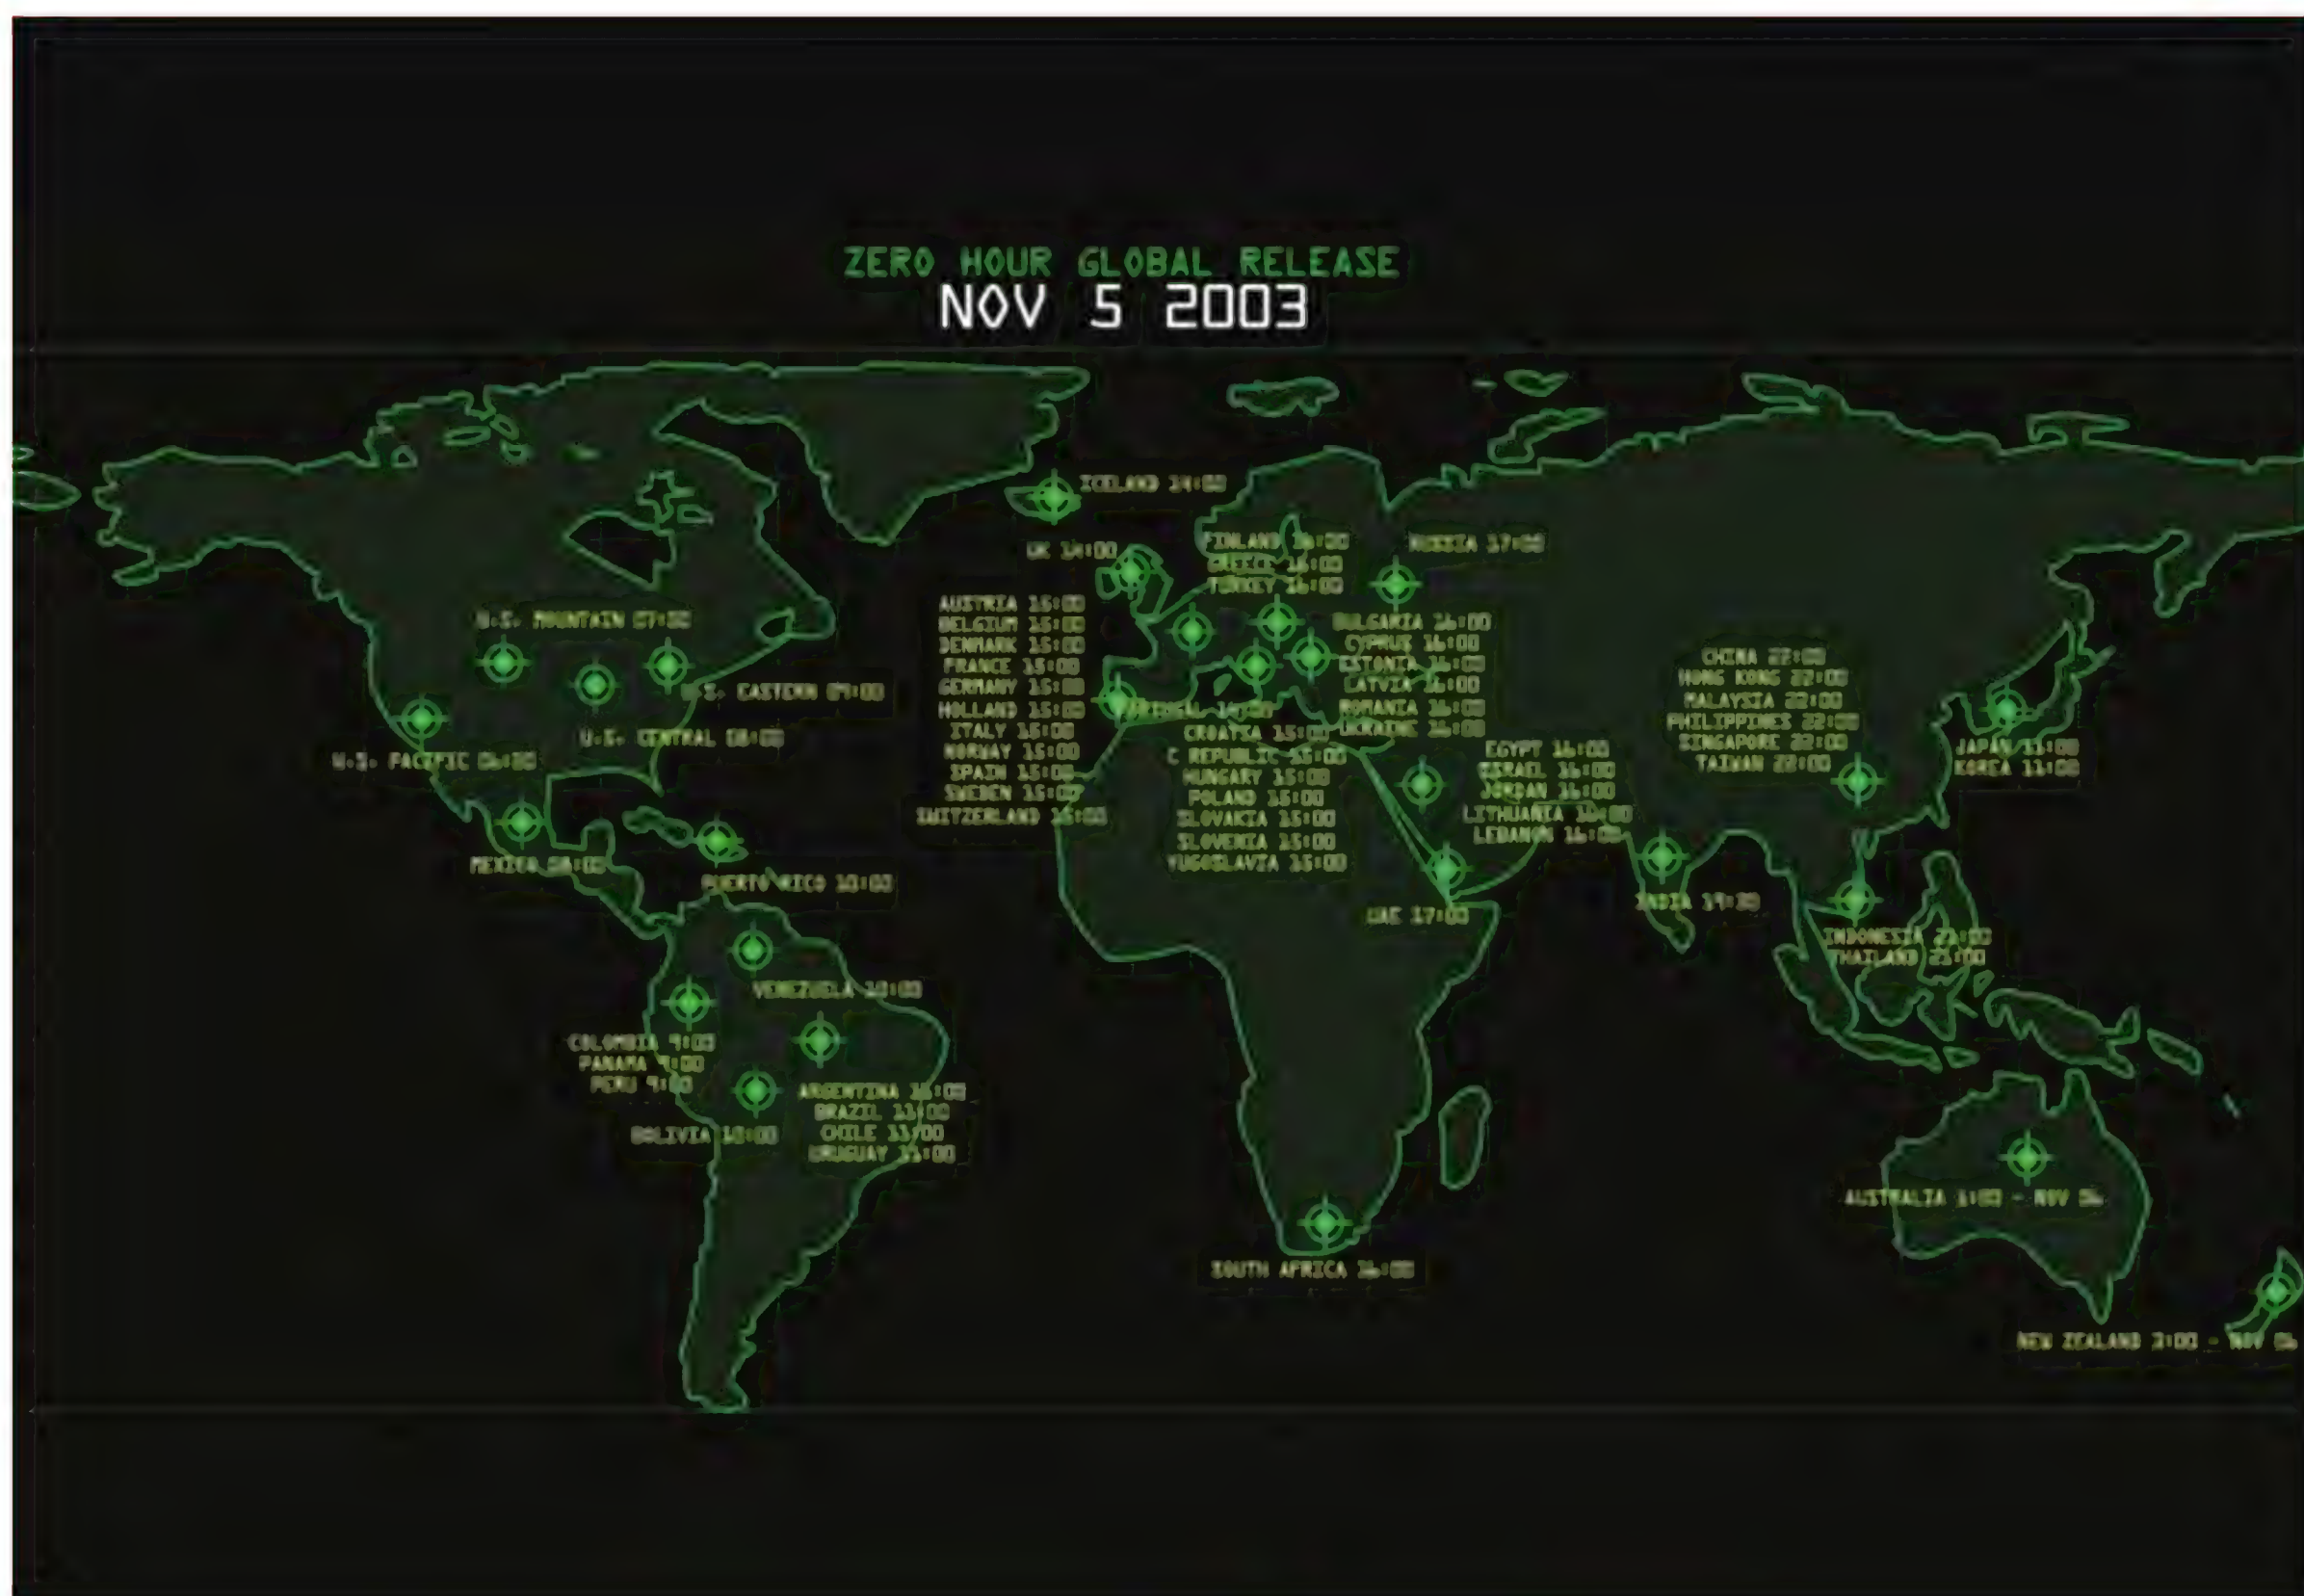 ZERO HOUR GLOBAL RELEASE
NOV 5 2003
ICELAND 14:00
UK 14:00
FINLAND 16:00
GREECE 16:00
TURKEY 16:00
RUSSIA 17:00
U.S. MOUNTAIN 07:00
U.S. EASTERN 09:00
U.S. CENTRAL 08:00
U.S. PACIFIC 06:00
AUSTRIA 15:00
BELGIUM 15:00
DENMARK 15:00
FRANCE 15:00
GERMANY 15:00
HOLLAND 15:00
ITALY 15:00
NORWAY 15:00
SPAIN 15:00
SWEDEN 15:00
SWITZERLAND 15:00
BULGARIA 16:00
CYPRUS 16:00
ESTONIA 16:00
LATVIA 16:00
ROMANIA 16:00
UKRAINE 16:00
PORTUGAL 14:00
CROATIA 15:00
C REPUBLIC 15:00
HUNGARY 15:00
POLAND 15:00
SLOVAKIA 15:00
SLOVENIA 15:00
YUGOSLAVIA 15:00
EGYPT 16:00
ISRAEL 16:00
JORDAN 16:00
LITHUANIA 16:00
LEBANON 16:00
CHINA 22:00
HONG KONG 22:00
MALAYSIA 22:00
PHILIPPINES 22:00
SINGAPORE 22:00
TAIWAN 22:00
JAPAN 11:00
KOREA 11:00
MEXICO 08:00
PUERTO RICO 10:00
UAE 17:00
INDIA 19:30
INDONESIA 21:00
THAILAND 21:00
VENEZUELA 10:00
COLOMBIA 9:00
PANAMA 9:00
PERU 9:00
BOLIVIA 10:00
ARGENTINA 11:00
BRAZIL 11:00
CHILE 11:00
URUGUAY 11:00
AUSTRALIA 1:00 - NOV 06
SOUTH AFRICA 16:00
NEW ZEALAND 3:00 - NOV 06